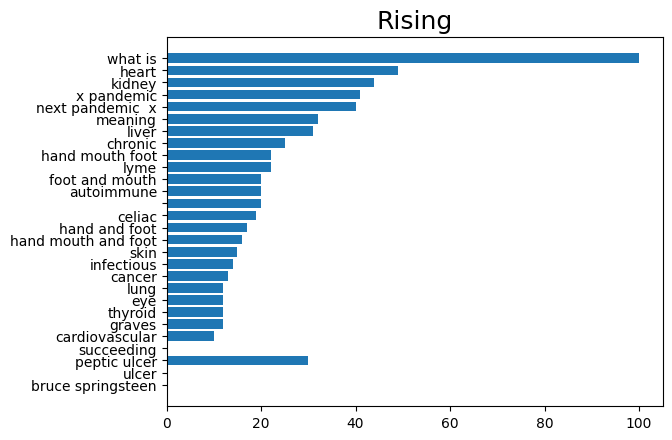 Rising
what is
heart
kidney
x pandemic
next pandemic  x
meaning
liver
chronic
hand mouth foot
lyme
foot and mouth
autoimmune
celiac
hand and foot
hand mouth and foot
skin
infectious
cancer
lung
eye
thyroid
graves
cardiovascular
succeeding
peptic ulcer
ulcer
bruce springsteen
0 20 40 60 80 100